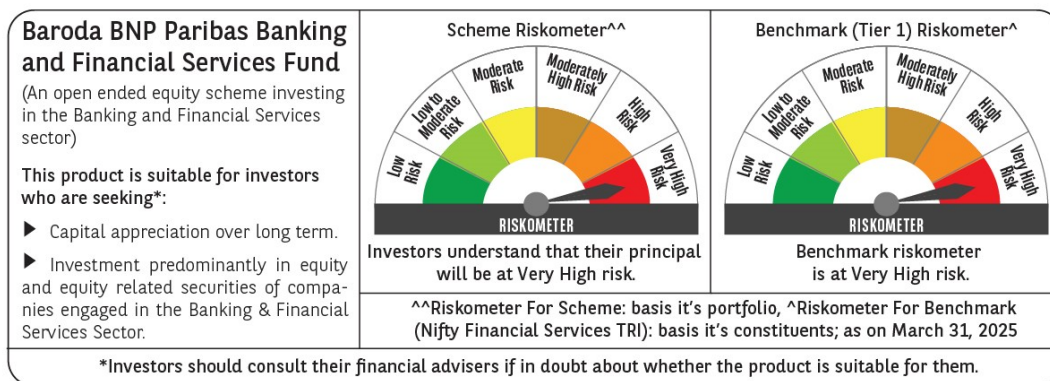 Baroda BNP Paribas Banking
and Financial Services Fund
(An open ended equity scheme investing
in the Banking and Financial Services
sector)
This product is suitable for investors
who are seeking*:
▶ Capital appreciation over long term.
▶ Investment predominantly in equity
and equity related securities of compa-
nies engaged in the Banking & Financial
Services Sector.
Scheme Riskometer^^
Low
Risk
Low to
Moderate
Risk
Moderate
Risk
Moderately
High Risk
High
Risk
Very High
Risk
RISKOMETER
Investors understand that their principal
will be at Very High risk.
Benchmark (Tier 1) Riskometer^
Low
Risk
Low to
Moderate
Risk
Moderate
Risk
Moderately
High Risk
High
Risk
Very High
Risk
RISKOMETER
Benchmark riskometer
is at Very High risk.
^^Riskometer For Scheme: basis it's portfolio, ^Riskometer For Benchmark
(Nifty Financial Services TRI): basis it's constituents; as on March 31, 2025
*Investors should consult their financial advisers if in doubt about whether the product is suitable for them.